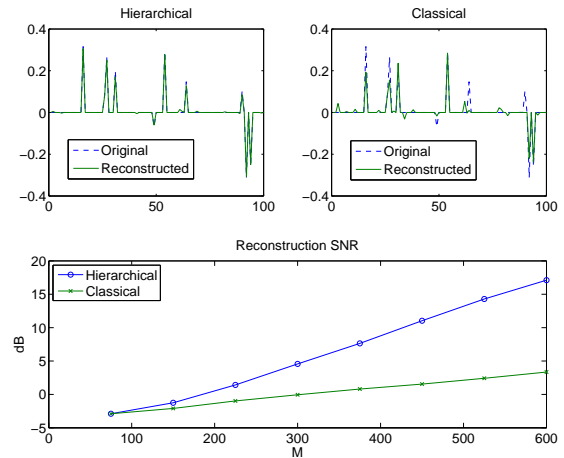 Hierarchical
0.4
0.2
0
−0.2
−0.4
0 50 100
Original
Reconstructed
Classical
0.4
0.2
0
−0.2
−0.4
0 50 100
Original
Reconstructed
Reconstruction SNR
20
15
10
5
0
−5
dB
Hierarchical
Classical
0 100 200 300 400 500 600
M